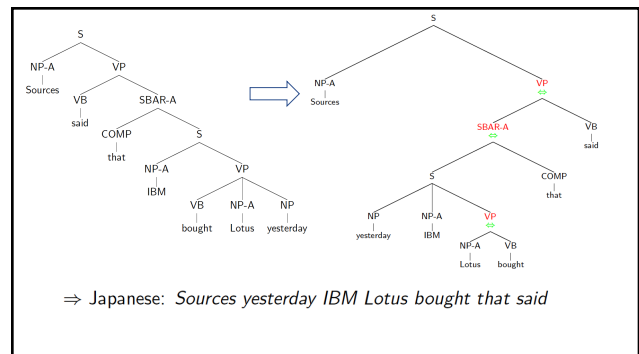 S
S
NP-A VP
Sources
VB SBAR-A
said
COMP S
that
NP-A VP
IBM
VB NP-A NP
bought Lotus yesterday
NP-A VP
Sources ⇔
SBAR-A VB
⇔ said
S COMP
that
NP NP-A VP
yesterday IBM ⇔
NP-A VB
Lotus bought
⇒ Japanese: Sources yesterday IBM Lotus bought that said